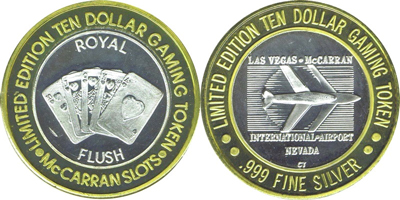 LIMITED EDITION TEN DOLLAR GAMING TOKEN
ROYAL
FLUSH
•McCARRAN SLOTS•
LIMITED EDITION TEN DOLLAR GAMING TOKEN
LAS VEGAS • McCARRAN
INTERNATIONAL-AIRPORT
NEVADA
CT
• .999 FINE SILVER •